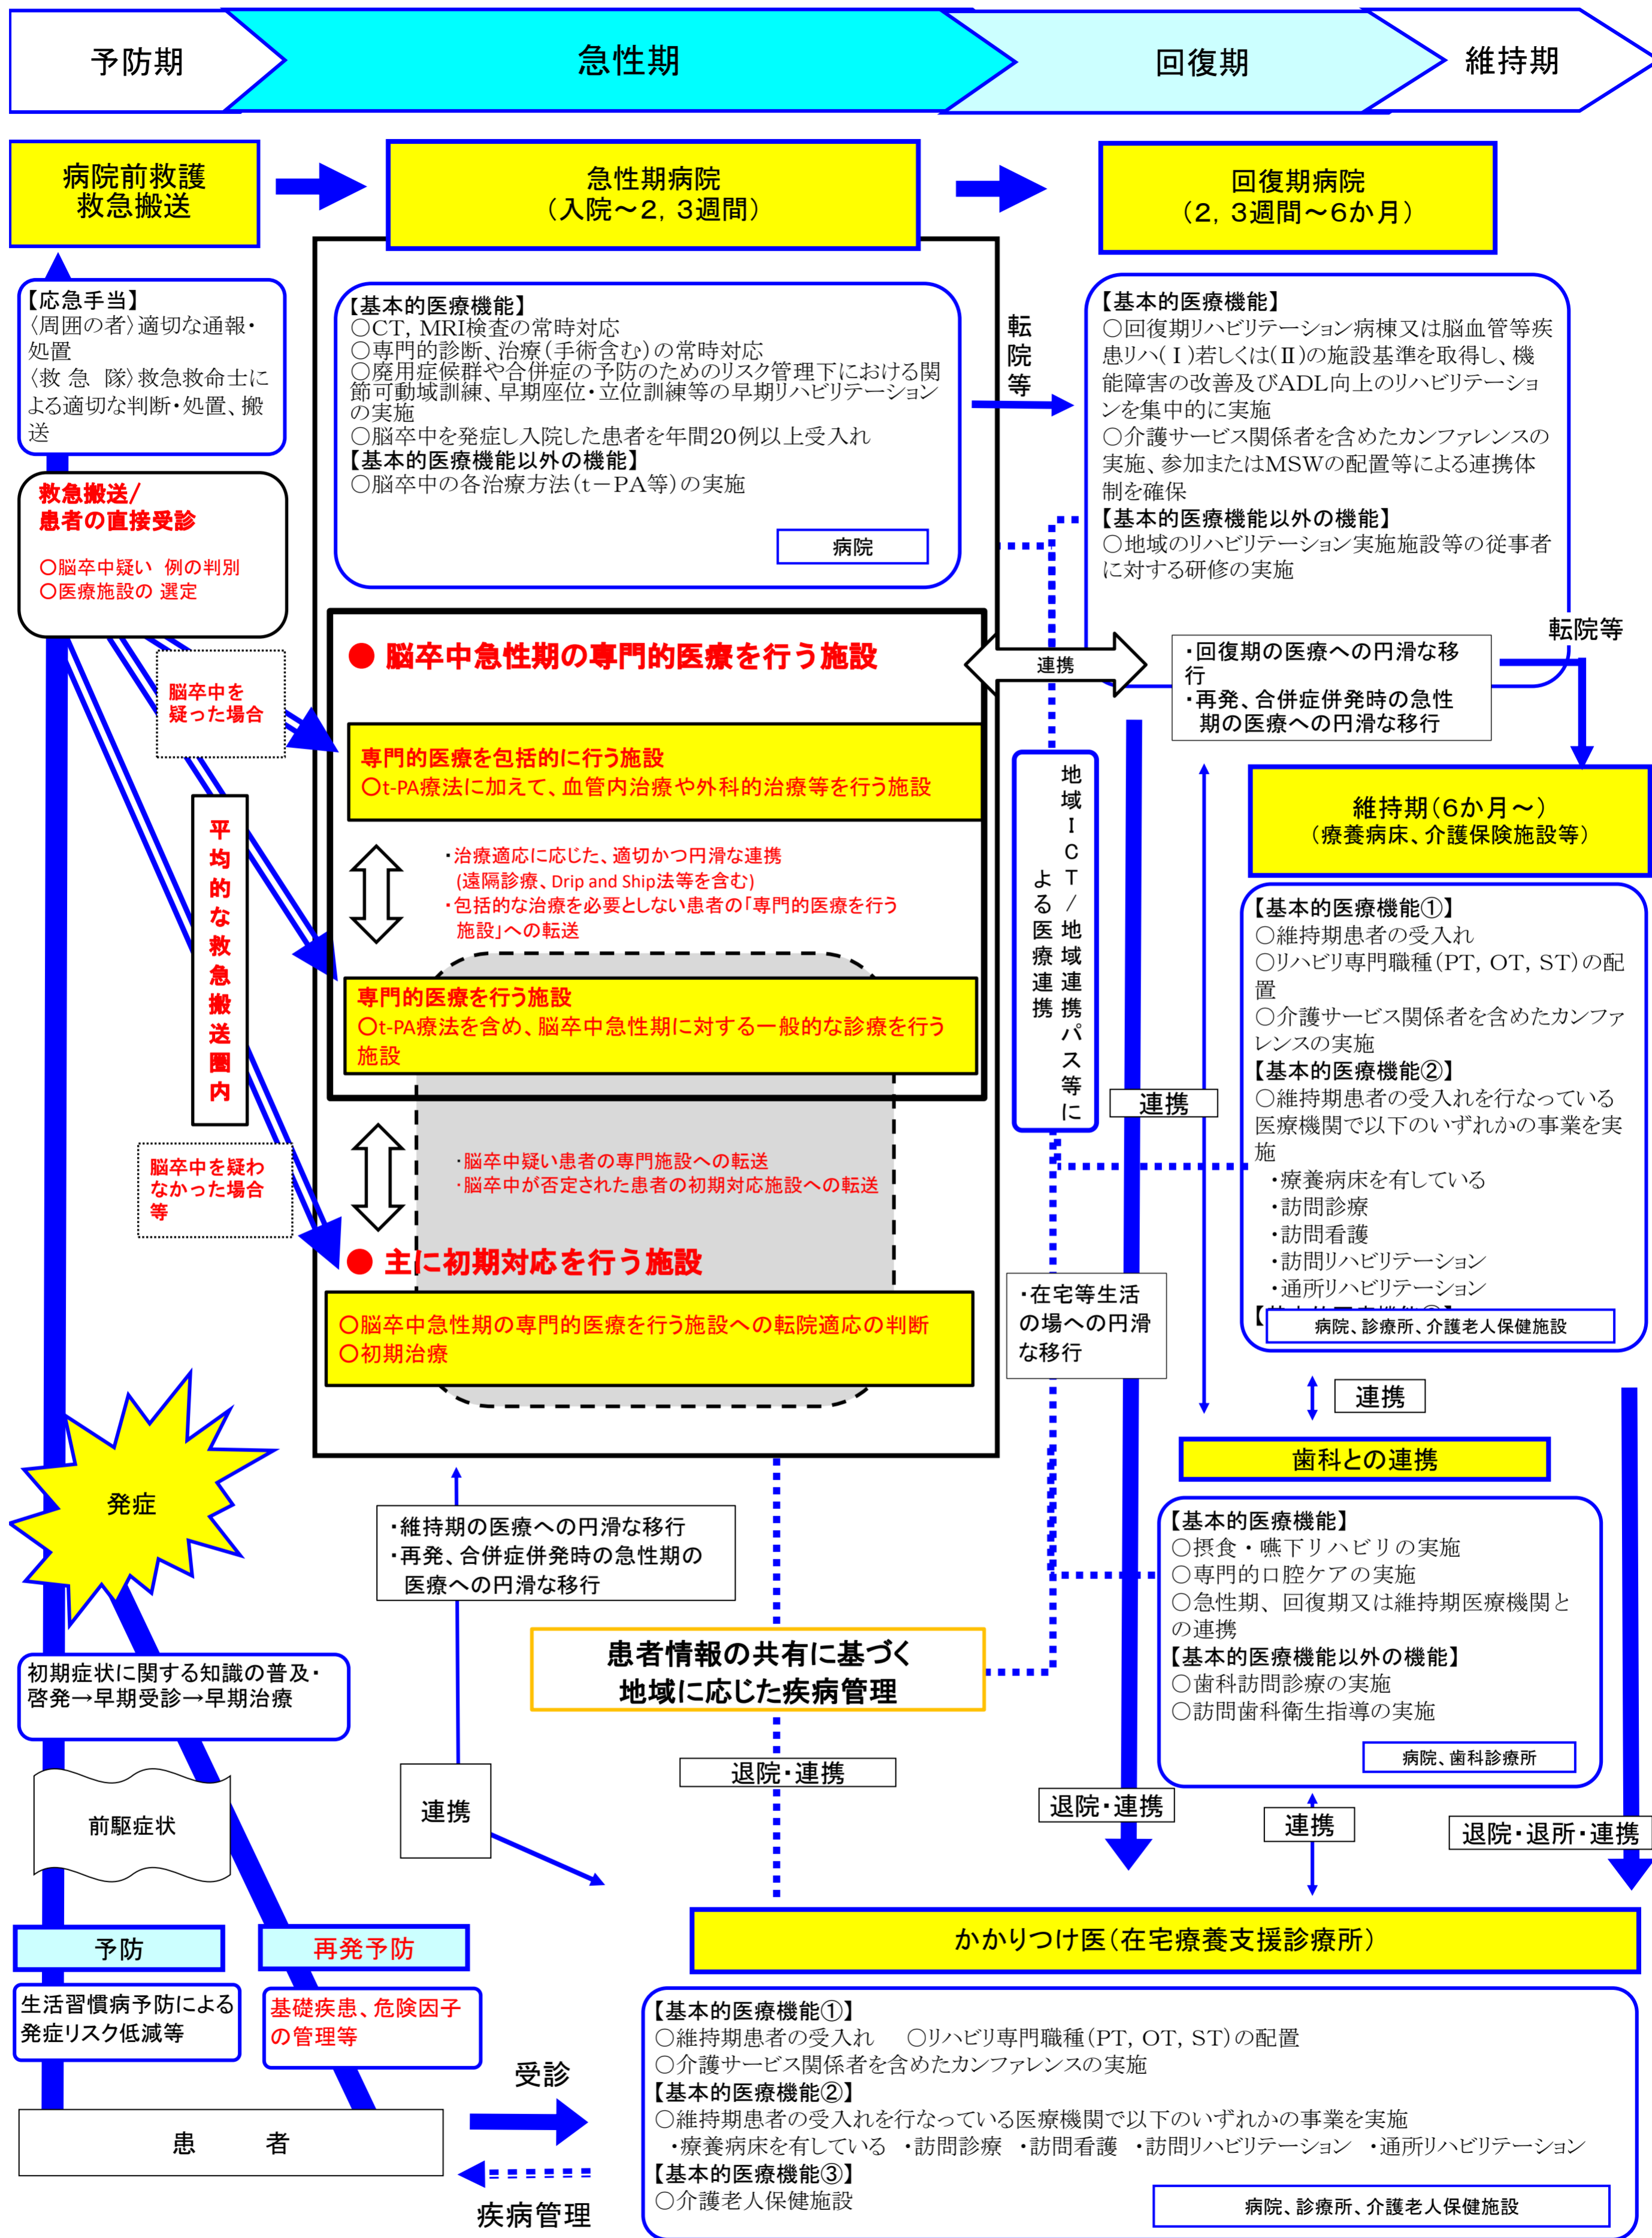 予防期
急性期
回復期
維持期
病院前救護
救急搬送
急性期病院
（入院～2，3週間）
回復期病院
（2，3週間～6か月）
【応急手当】
〈周囲の者〉適切な通報・
処置
〈救 急 隊〉救急救命士に
よる適切な判断・処置、搬
送
救急搬送/
患者の直接受診
○脳卒中疑い 例の判別
○医療施設の 選定
【基本的医療機能】
○CT，MRI検査の常時対応
○専門的診断、治療（手術含む）の常時対応
○廃用症候群や合併症の予防のためのリスク管理下における関
節可動域訓練、早期座位・立位訓練等の早期リハビリテーション
の実施
○脳卒中を発症し入院した患者を年間20例以上受入れ
【基本的医療機能以外の機能】
○脳卒中の各治療方法（t－PA等）の実施
病院
転院等
【基本的医療機能】
○回復期リハビリテーション病棟又は脳血管等疾
患リハ（Ⅰ）若しくは（Ⅱ）の施設基準を取得し、機
能障害の改善及びADL向上のリハビリテーショ
ンを集中的に実施
○介護サービス関係者を含めたカンファレンスの
実施、参加またはMSWの配置等による連携体
制を確保
【基本的医療機能以外の機能】
○地域のリハビリテーション実施施設等の従事者
に対する研修の実施
転院等
脳卒中を
疑った場合
● 脳卒中急性期の専門的医療を行う施設
連携
・回復期の医療への円滑な移
行
・再発、合併症併発時の急性
期の医療への円滑な移行
専門的医療を包括的に行う施設
○t-PA療法に加えて、血管内治療や外科的治療等を行う施設
平均的な救急搬送圏内
・治療適応に応じた、適切かつ円滑な連携
(遠隔診療、Drip and Ship法等を含む)
・包括的な治療を必要としない患者の「専門的医療を行う
施設」への転送
専門的医療を行う施設
○t-PA療法を含め、脳卒中急性期に対する一般的な診療を行う
施設
地域ICT/地域連携パス等に
よる医療連携
連携
維持期（6か月～）
（療養病床、介護保険施設等）
【基本的医療機能①】
○維持期患者の受入れ
○リハビリ専門職種（PT，OT，ST）の配
置
○介護サービス関係者を含めたカンファ
レンスの実施
【基本的医療機能②】
○維持期患者の受入れを行なっている
医療機関で以下のいずれかの事業を実
施
・療養病床を有している
・訪問診療
・訪問看護
・訪問リハビリテーション
・通所リハビリテーション
病院、診療所、介護老人保健施設
脳卒中を疑わ
なかった場合
等
・脳卒中疑い患者の専門施設への転送
・脳卒中が否定された患者の初期対応施設への転送
● 主に初期対応を行う施設
○脳卒中急性期の専門的医療を行う施設への転院適応の判断
○初期治療
・在宅等生活
の場への円滑
な移行
連携
歯科との連携
【基本的医療機能】
○摂食・嚥下リハビリの実施
○専門的口腔ケアの実施
○急性期、回復期又は維持期医療機関と
の連携
【基本的医療機能以外の機能】
○歯科訪問診療の実施
○訪問歯科衛生指導の実施
病院、歯科診療所
発症
・維持期の医療への円滑な移行
・再発、合併症併発時の急性期の
医療への円滑な移行
患者情報の共有に基づく
地域に応じた疾病管理
初期症状に関する知識の普及・
啓発→早期受診→早期治療
前駆症状
連携
退院・連携
退院・連携
連携
退院・退所・連携
予防
再発予防
生活習慣病予防による
発症リスク低減等
基礎疾患、危険因子
の管理等
患 者
受診
疾病管理
かかりつけ医（在宅療養支援診療所）
【基本的医療機能①】
○維持期患者の受入れ ○リハビリ専門職種（PT，OT，ST）の配置
○介護サービス関係者を含めたカンファレンスの実施
【基本的医療機能②】
○維持期患者の受入れを行なっている医療機関で以下のいずれかの事業を実施
・療養病床を有している ・訪問診療 ・訪問看護 ・訪問リハビリテーション ・通所リハビリテーション
【基本的医療機能③】
○介護老人保健施設
病院、診療所、介護老人保健施設